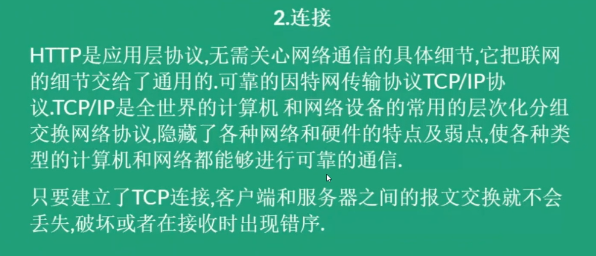 2.连接
HTTP是应用层协议,无需关心网络通信的具体细节,它把联网
的细节交给了通用的.可靠的因特网传输协议TCP/IP协
议.TCP/IP是全世界的计算机 和网络设备的常用的层次化分组
交换网络协议,隐藏了各种网络和硬件的特点及弱点,使各种类
型的计算机和网络都能够进行可靠的通信.
只要建立了TCP连接,客户端和服务器之间的报文交换就不会
丢失,破坏或者在接收时出现错序.